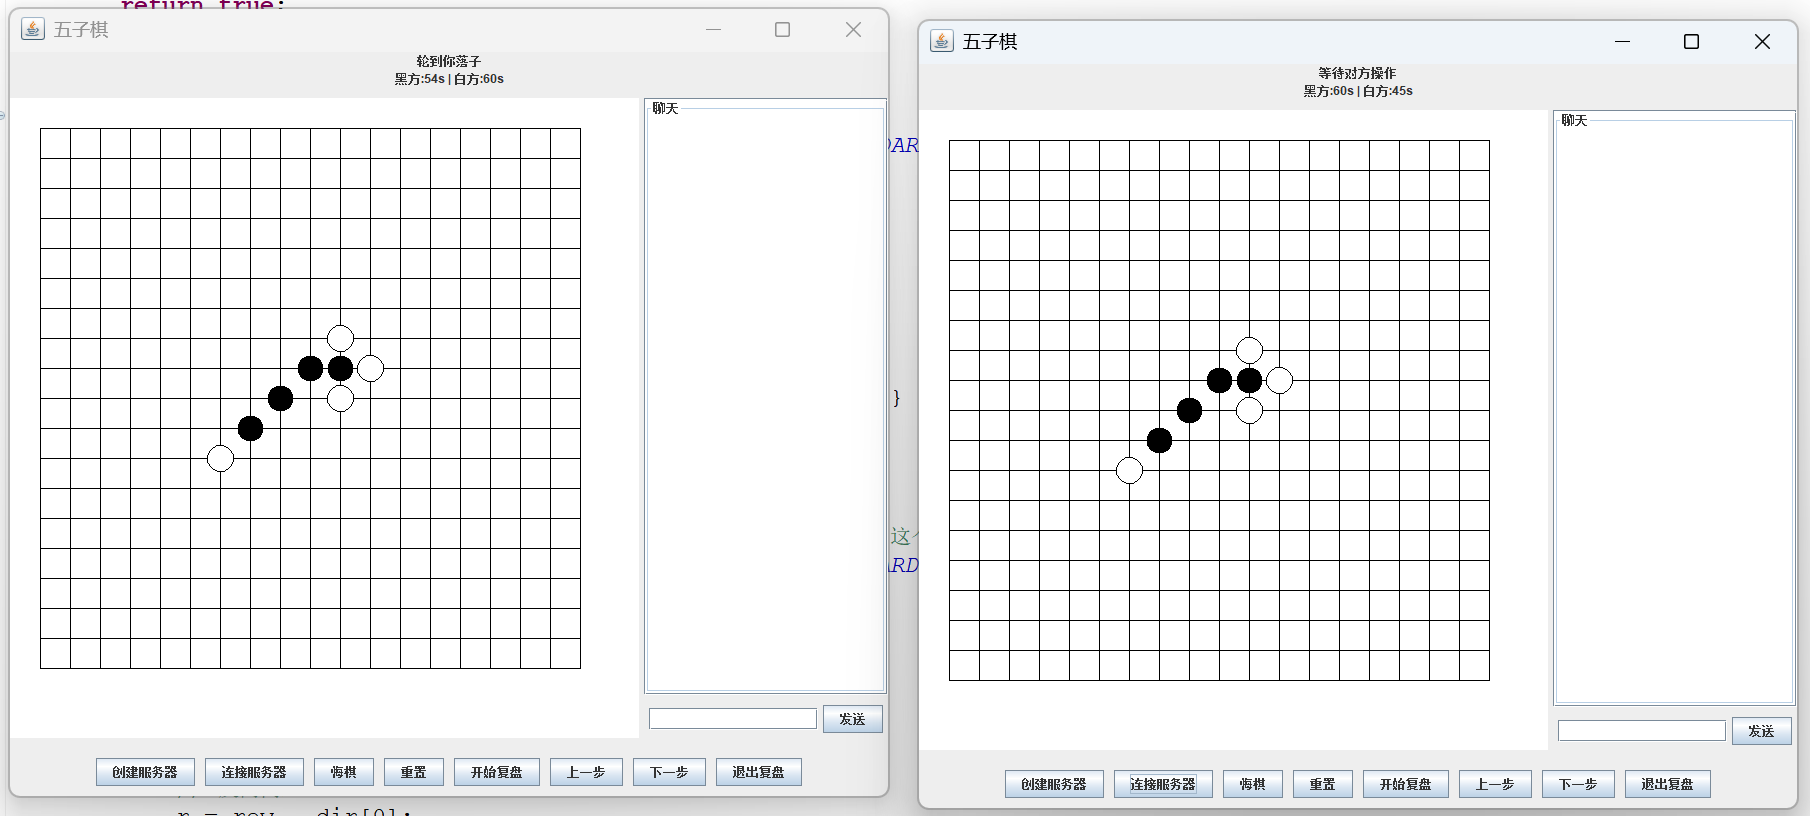 return true;
五子棋
轮到你落子
黑方:54s | 白方:60s
聊天
发送
创建服务器 连接服务器 悔棋 重置 开始复盘 上一步 下一步 退出复盘
DAR
}
这
ARD
五子棋
等待对方操作
黑方:60s | 白方:45s
聊天
发送
创建服务器 连接服务器 悔棋 重置 开始复盘 上一步 下一步 退出复盘
r = row - dir[0];